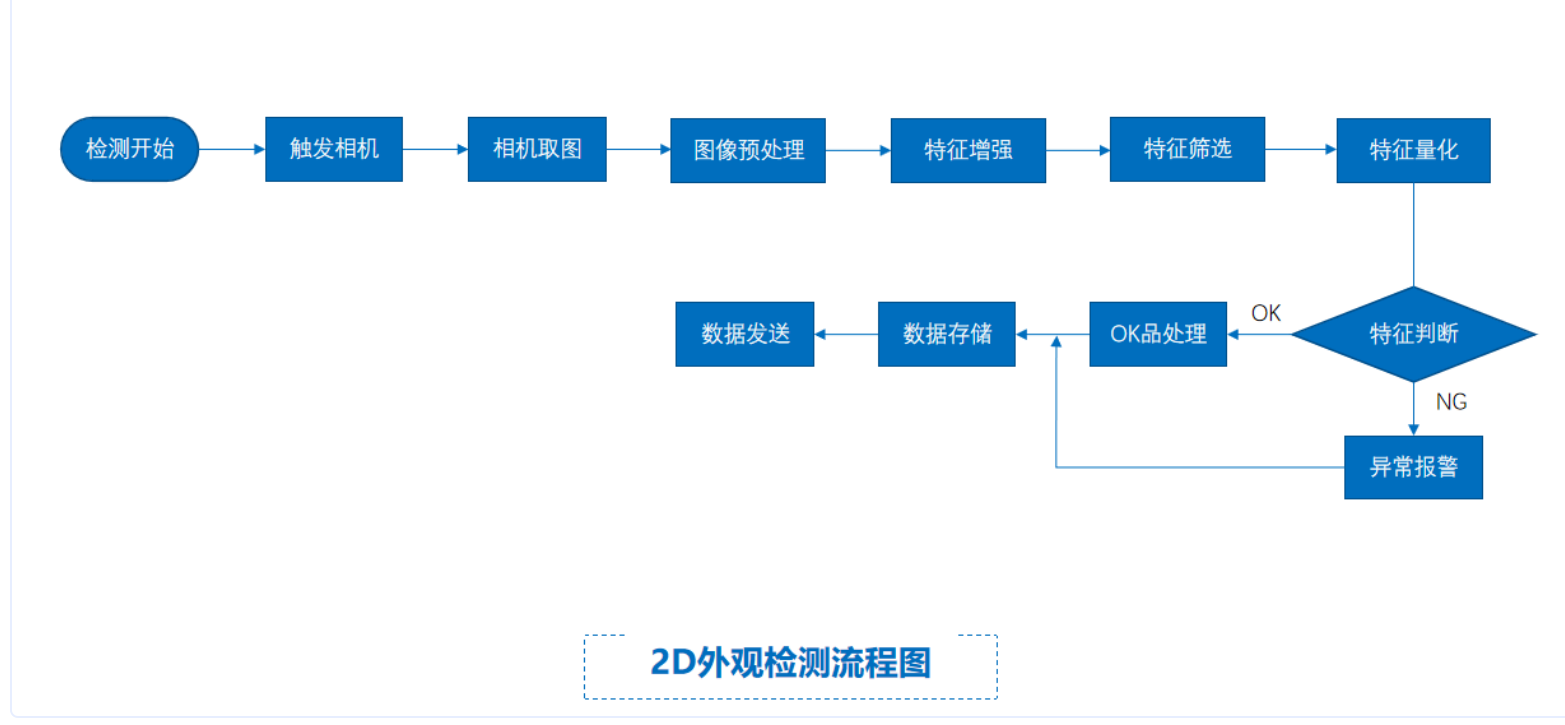 检测开始
触发相机
相机取图
图像预处理
特征增强
特征筛选
特征量化
数据发送
数据存储
OK品处理
OK
特征判断
NG
异常报警
2D外观检测流程图